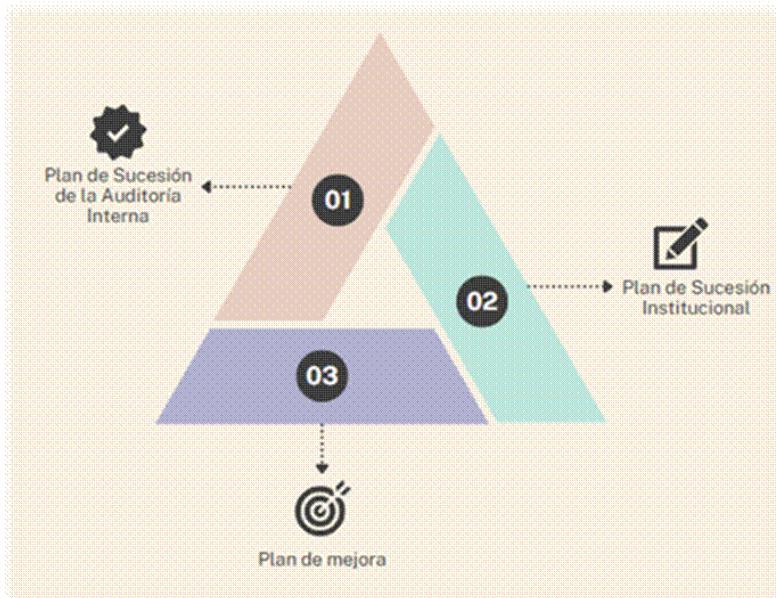 01
Plan de Sucesión
de la Auditoría
Interna
02
Plan de Sucesión
Institucional
03
Plan de mejora